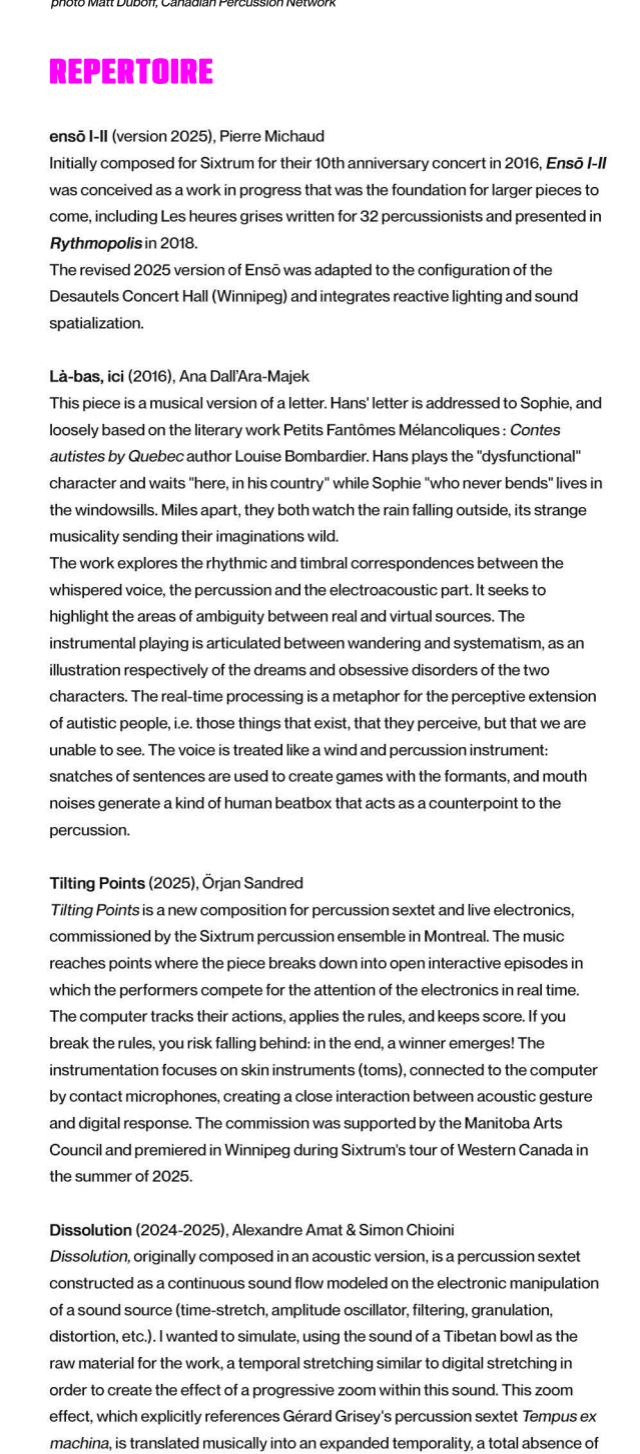 photo Matt Duboff, Canadian Percussion Network
REPERTOIRE
ensō I-II (version 2025), Pierre Michaud
Initially composed for Sixtrum for their 10th anniversary concert in 2016, Ensō I-II
was conceived as a work in progress that was the foundation for larger pieces to
come, including Les heures grises written for 32 percussionists and presented in
Rythmopolis in 2018.
The revised 2025 version of Ensō was adapted to the configuration of the
Desautels Concert Hall (Winnipeg) and integrates reactive lighting and sound
spatialization.
Là-bas, ici (2016), Ana Dall'Ara-Majek
This piece is a musical version of a letter. Hans' letter is addressed to Sophie, and
loosely based on the literary work Petits Fantômes Mélancoliques : Contes
autistes by Quebec author Louise Bombardier. Hans plays the "dysfunctional"
character and waits "here, in his country" while Sophie "who never bends" lives in
the windowsills. Miles apart, they both watch the rain falling outside, its strange
musicality sending their imaginations wild.
The work explores the rhythmic and timbral correspondences between the
whispered voice, the percussion and the electroacoustic part. It seeks to
highlight the areas of ambiguity between real and virtual sources. The
instrumental playing is articulated between wandering and systematism, as an
illustration respectively of the dreams and obsessive disorders of the two
characters. The real-time processing is a metaphor for the perceptive extension
of autistic people, i.e. those things that exist, that they perceive, but that we are
unable to see. The voice is treated like a wind and percussion instrument:
snatches of sentences are used to create games with the formants, and mouth
noises generate a kind of human beatbox that acts as a counterpoint to the
percussion.
Tilting Points (2025), Örjan Sandred
Tilting Points is a new composition for percussion sextet and live electronics,
commissioned by the Sixtrum percussion ensemble in Montreal. The music
reaches points where the piece breaks down into open interactive episodes in
which the performers compete for the attention of the electronics in real time.
The computer tracks their actions, applies the rules, and keeps score. If you
break the rules, you risk falling behind: in the end, a winner emerges! The
instrumentation focuses on skin instruments (toms), connected to the computer
by contact microphones, creating a close interaction between acoustic gesture
and digital response. The commission was supported by the Manitoba Arts
Council and premiered in Winnipeg during Sixtrum's tour of Western Canada in
the summer of 2025.
Dissolution (2024-2025), Alexandre Amat & Simon Chioini
Dissolution, originally composed in an acoustic version, is a percussion sextet
constructed as a continuous sound flow modeled on the electronic manipulation
of a sound source (time-stretch, amplitude oscillator, filtering, granulation,
distortion, etc.). I wanted to simulate, using the sound of a Tibetan bowl as the
raw material for the work, a temporal stretching similar to digital stretching in
order to create the effect of a progressive zoom within this sound. This zoom
effect, which explicitly references Gérard Grisey's percussion sextet Tempus ex
machina, is translated musically into an expanded temporality, a total absence of